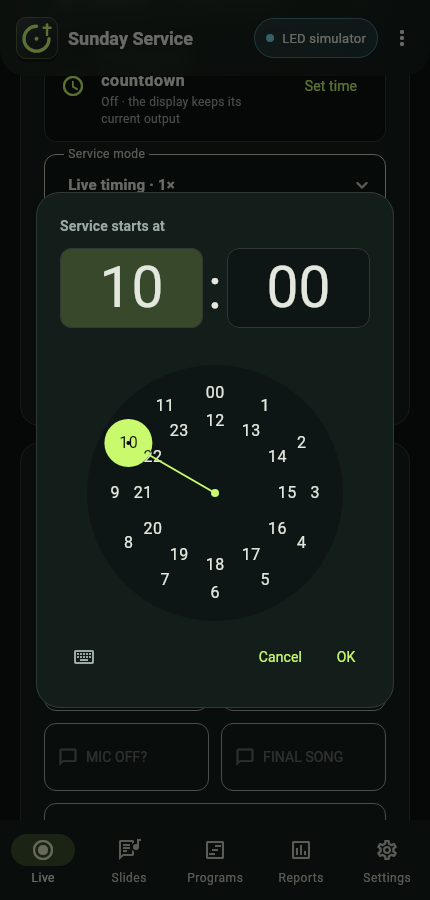 Sunday Service
LED simulator
countdown
Off · the display keeps its
current output
Set time
Service mode
Live timing · 1×
Service starts at
10 : 00
00
11
1
12
10
23
13
2
22
14
9
21
15
3
20
16
8
4
19
17
18
7
5
6
Cancel
OK
MIC OFF?
FINAL SONG
Live
Slides
Programs
Reports
Settings